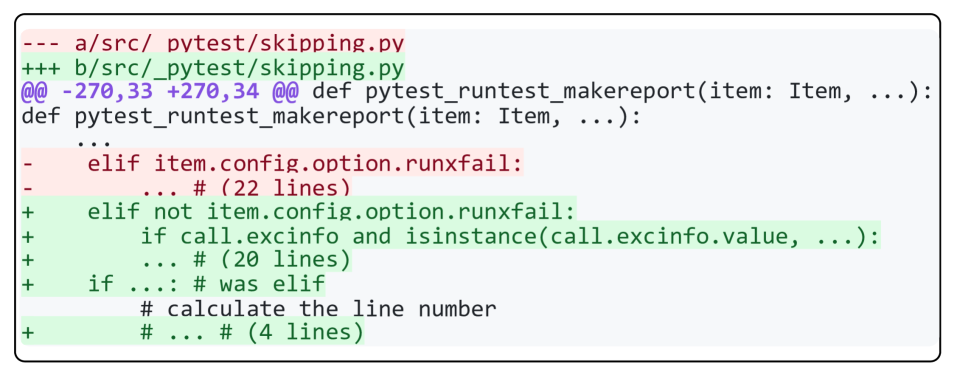 --- a/src/_pytest/skipping.py
+++ b/src/_pytest/skipping.py
@@ -270,33 +270,34 @@ def pytest_runtest_makereport(item: Item, ...):
def pytest_runtest_makereport(item: Item, ...):
    ...
-    elif item.config.option.runxfail:
-        ... # (22 lines)
+    elif not item.config.option.runxfail:
+        if call.excinfo and isinstance(call.excinfo.value, ...):
+        ... # (20 lines)
+    if ...: # was elif
         # calculate the line number
+        # ... # (4 lines)